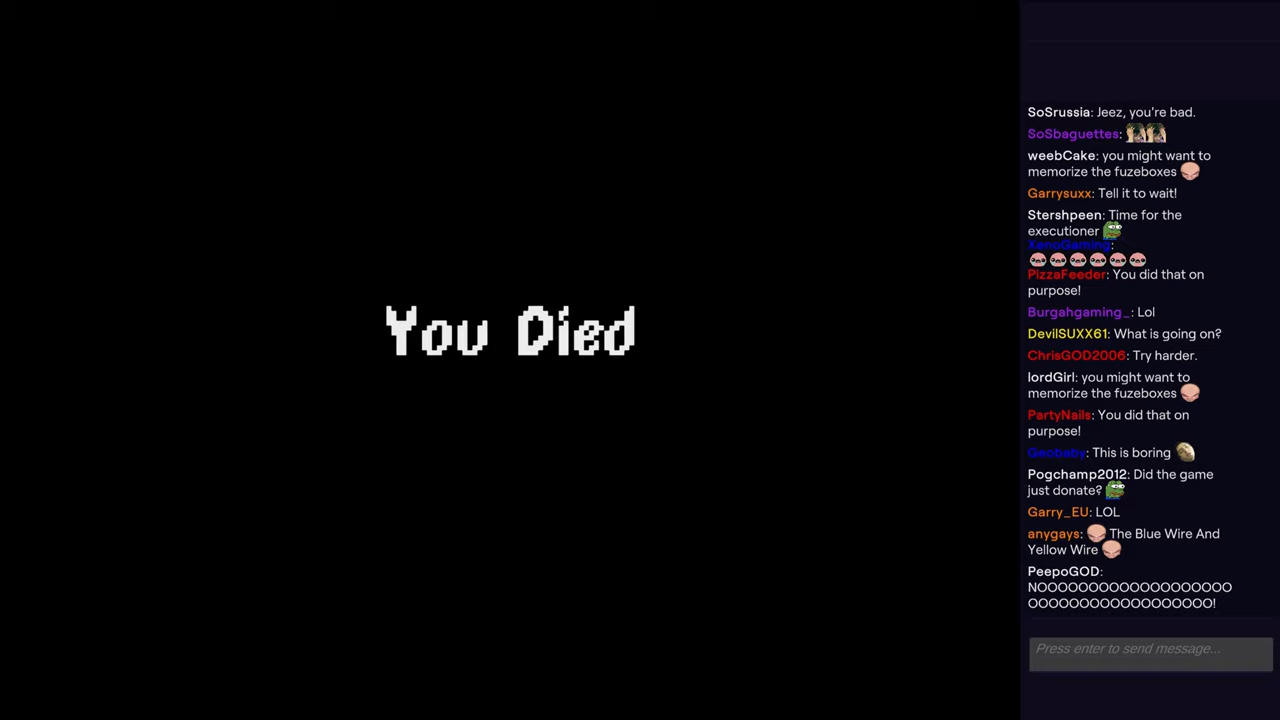 You Died
SoSrussia: Jeez, you're bad.
SoSbaguettes:
weebCake: you might want to
memorize the fuzeboxes
Garrysuxx: Tell it to wait!
Stershpeen: Time for the
executioner
XenoGaming:
PizzaFeeder: You did that on
purpose!
Burgahgaming_: Lol
DevilSUXX61: What is going on?
ChrisGOD2006: Try harder.
lordGirl: you might want to
memorize the fuzeboxes
PartyNails: You did that on
purpose!
Geobaby: This is boring
Pogchamp2012: Did the game
just donate?
Garry_EU: LOL
anygays: The Blue Wire And
Yellow Wire
PeepoGOD:
NOOOOOOOOOOOOOOOOOOO
OOOOOOOOOOOOOOOOOO!
Press enter to send message...